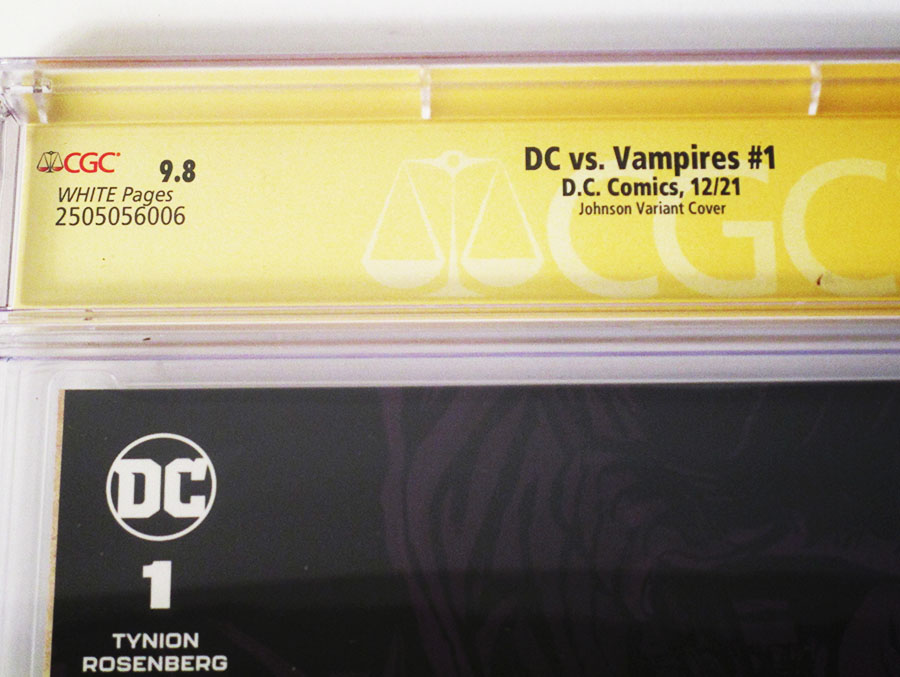 CGC 9.8
WHITE Pages
2505056006
DC vs. Vampires #1
D.C. Comics, 12/21
Johnson Variant Cover
CGC
DC
1
TYNION
ROSENBERG